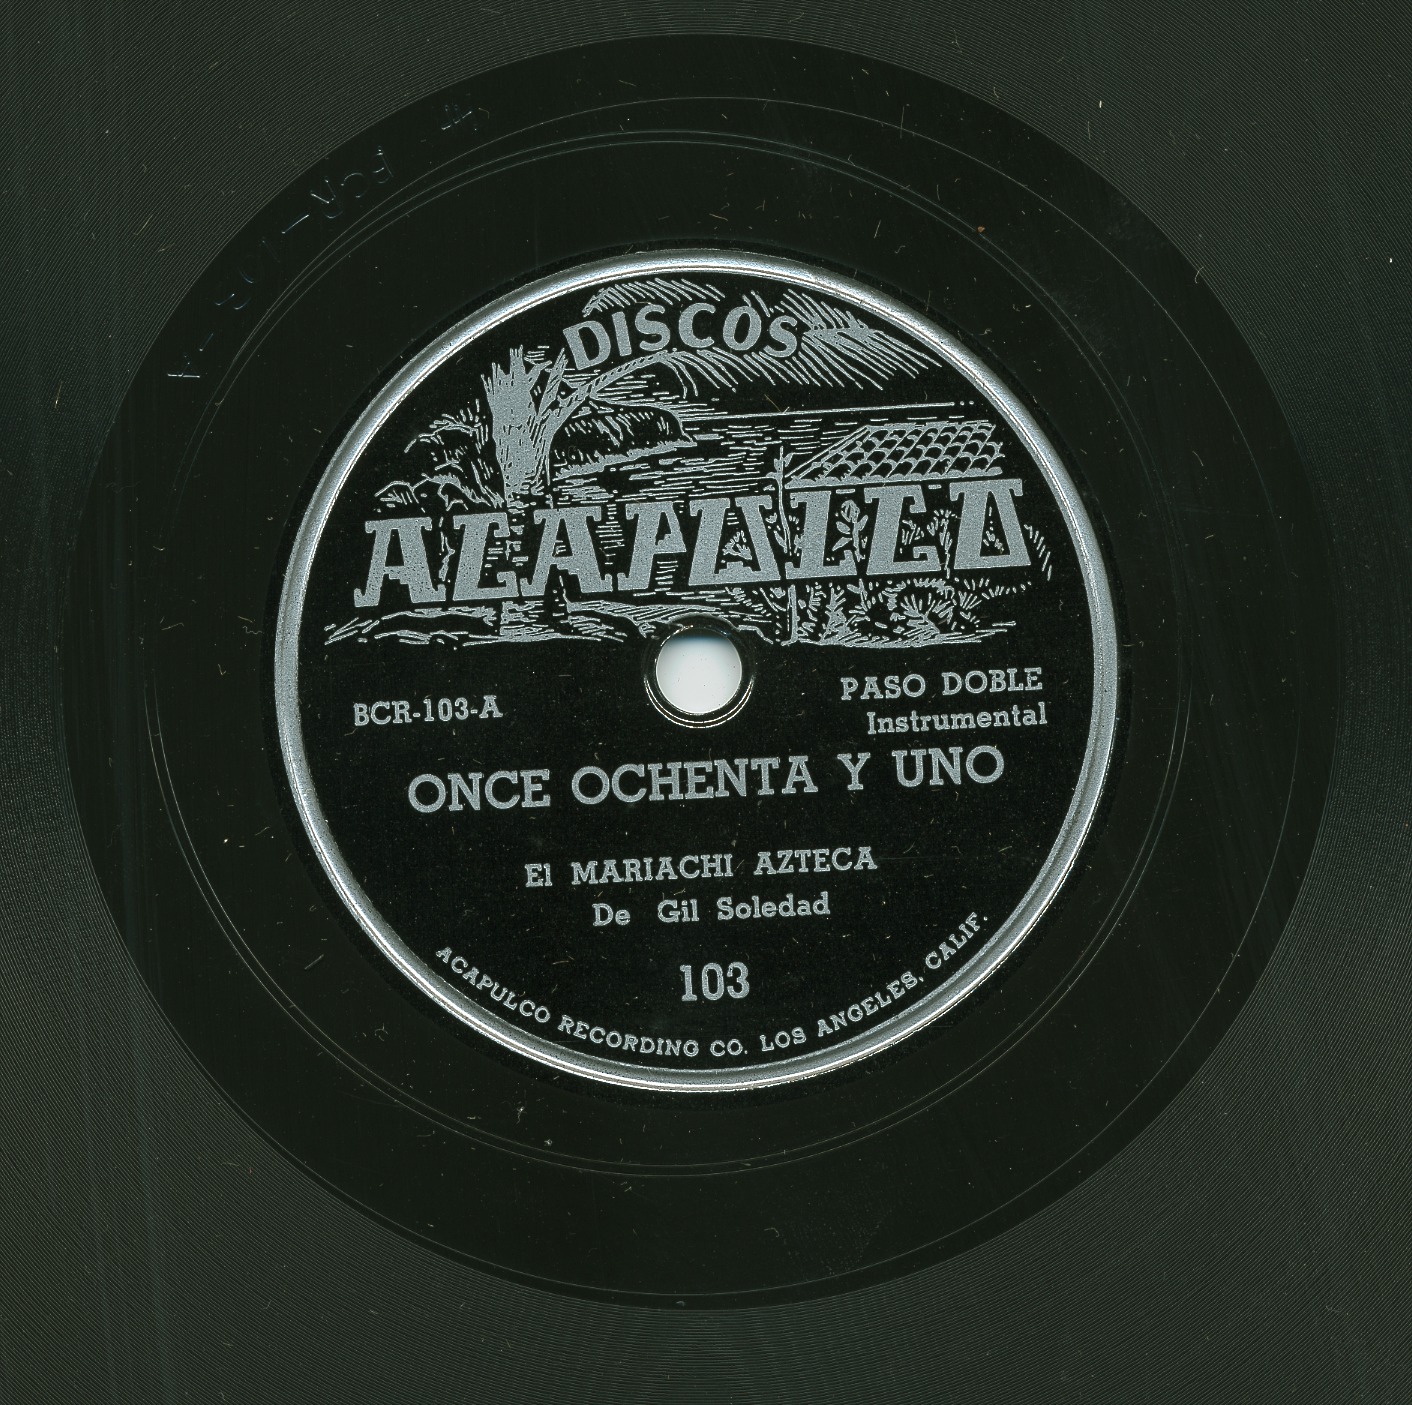 DISCOS
ACAPULCO
BCR-103-A
PASO DOBLE
Instrumental
ONCE OCHENTA Y UNO
El MARIACHI AZTECA
De Gil Soledad
103
ACAPULCO RECORDING CO. LOS ANGELES, CALIF.